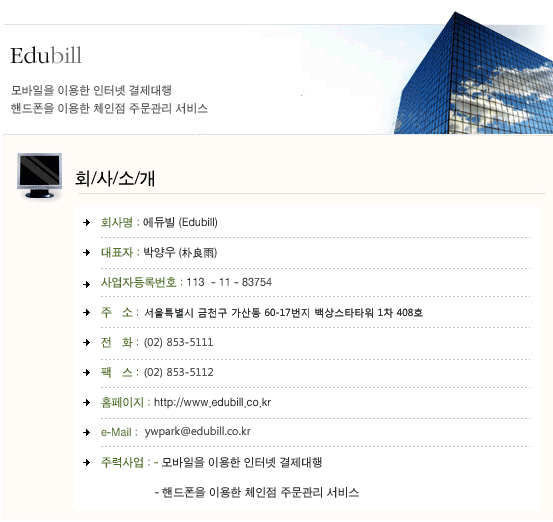 Edubill
모바일을 이용한 인터넷 결제대행
핸드폰을 이용한 체인점 주문관리 서비스
회/사/소/개
회사명 : 에듀빌 (Edubill)
대표자 : 박양우 (朴良雨)
사업자등록번호 : 113 - 11 - 83754
주 소 : 서울특별시 금천구 가산동 60-17번지 백상스타타워 1차 408호
전 화 : (02) 853-5111
팩 스 : (02) 853-5112
홈페이지 : http://www.edubill.co.kr
e-Mail : ywpark@edubill.co.kr
주력사업 : - 모바일을 이용한 인터넷 결제대행
- 핸드폰을 이용한 체인점 주문관리 서비스